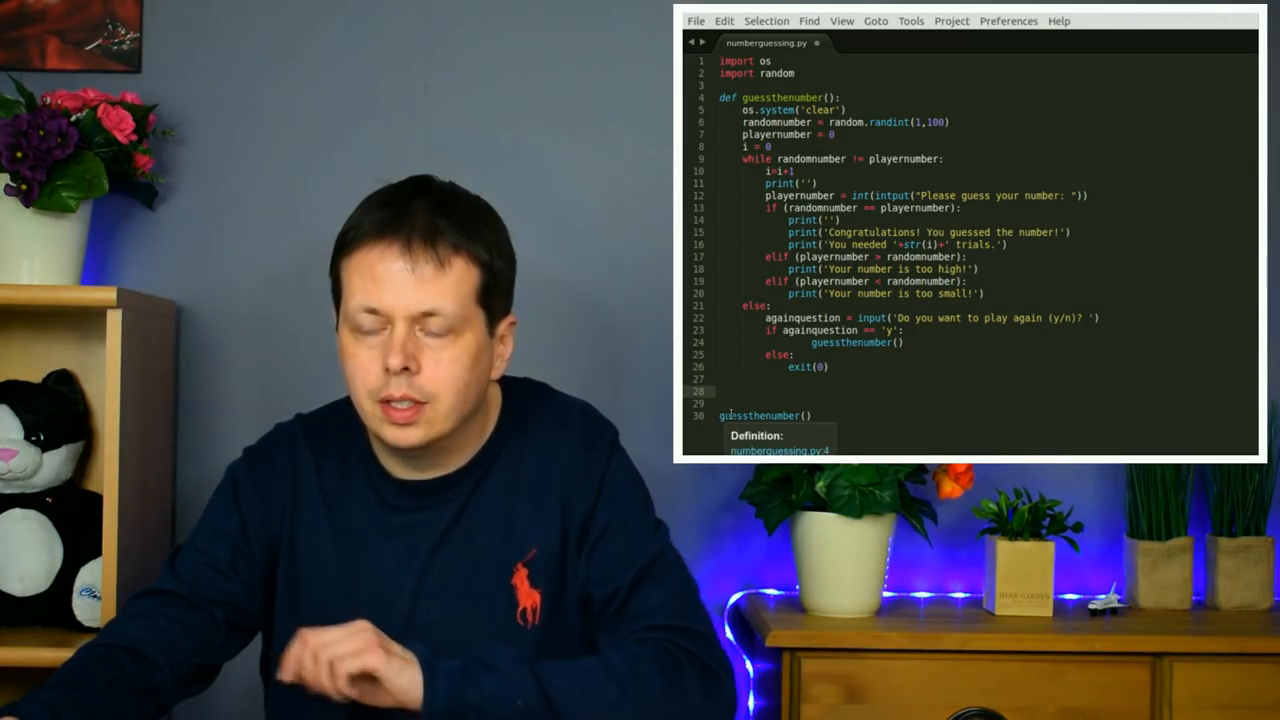 File Edit Selection Find View Goto Tools Project Preferences Help
numberguessing.py
1 import os
2 import random
3
4 def guessthenumber():
5 os.system('clear')
6 randomnumber = random.randint(1,100)
7 playernumber = 0
8 i = 0
9 while randomnumber != playernumber:
10 i=i+1
11 print('')
12 playernumber = int(intput("Please guess your number: "))
13 if (randomnumber == playernumber):
14 print('')
15 print('Congratulations! You guessed the number!')
16 print('You needed '+str(i)+' trials.')
17 elif (playernumber > randomnumber):
18 print('Your number is too high!')
19 elif (playernumber < randomnumber):
20 print('Your number is too small!')
21 else:
22 againquestion = input('Do you want to play again (y/n)? ')
23 if againquestion == 'y':
24 guessthenumber()
25 else:
26 exit(0)
27
28
29
30 guessthenumber()
Definition:
numberguessing.py:4
HERB GARDEN